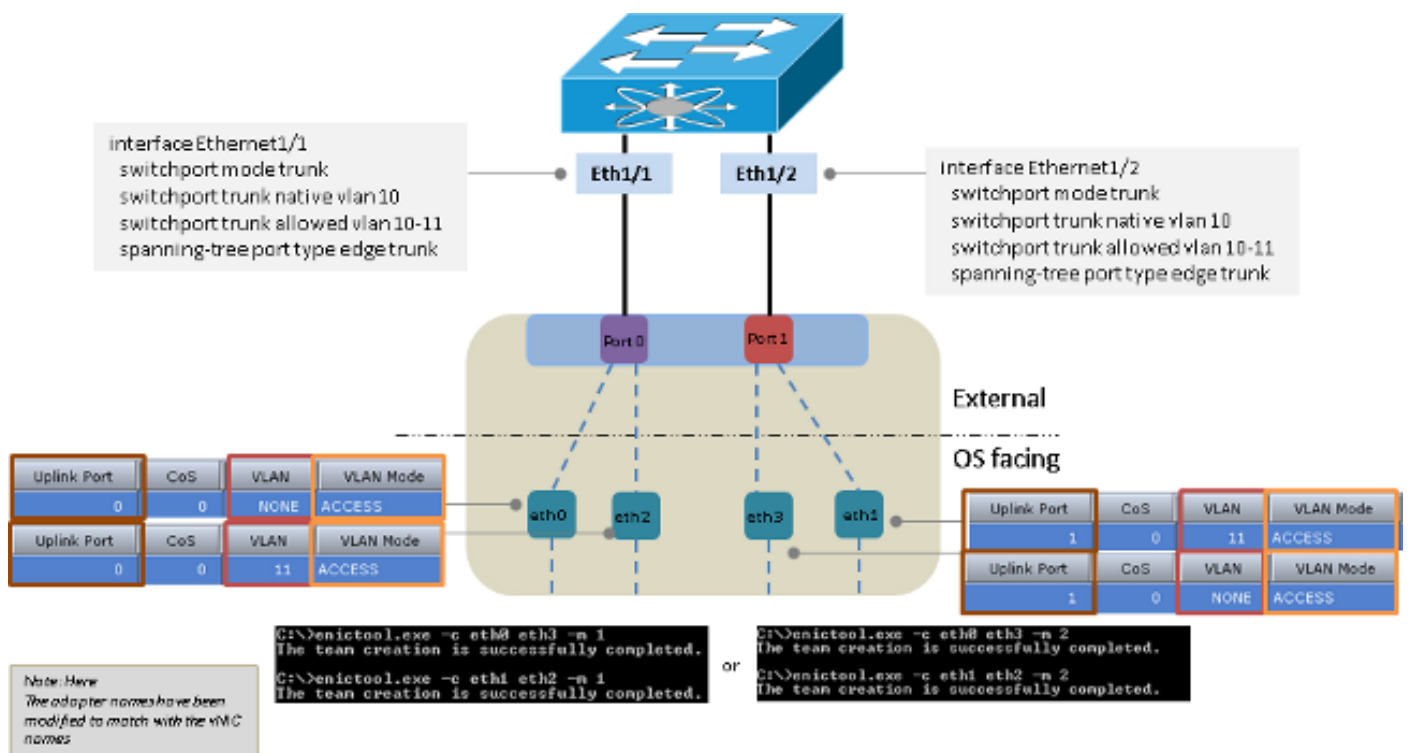 interface Ethernet1/1
switchport mode trunk
switchport trunk native vlan 10
switchport trunk allowed vlan 10-11
spanning-tree port type edge trunk
Eth1/1
Eth1/2
Interface Ethernet1/2
switchport mode trunk
switchport trunk native vlan 10
switchport trunk allowed vlan 10-11
spanning-tree port type edge trunk
Port 0
Port 1
External
OS facing
Uplink Port CoS VLAN VLAN Mode
0 0 NONE ACCESS
Uplink Port CoS VLAN VLAN Mode
0 0 11 ACCESS
eth0
eth2
eth3
eth1
Uplink Port CoS VLAN VLAN Mode
1 0 11 ACCESS
Uplink Port CoS VLAN VLAN Mode
1 0 NONE ACCESS
C:\>enictool.exe -c eth0 eth3 -m 1
The team creation is successfully completed.
C:\>enictool.exe -c eth1 eth2 -m 1
The team creation is successfully completed.
or
C:\>enictool.exe -c eth0 eth3 -m 2
The team creation is successfully completed.
C:\>enictool.exe -c eth1 eth2 -m 2
The team creation is successfully completed.
Note: Here
The adapter names have been
modified to match with the vNIC
names